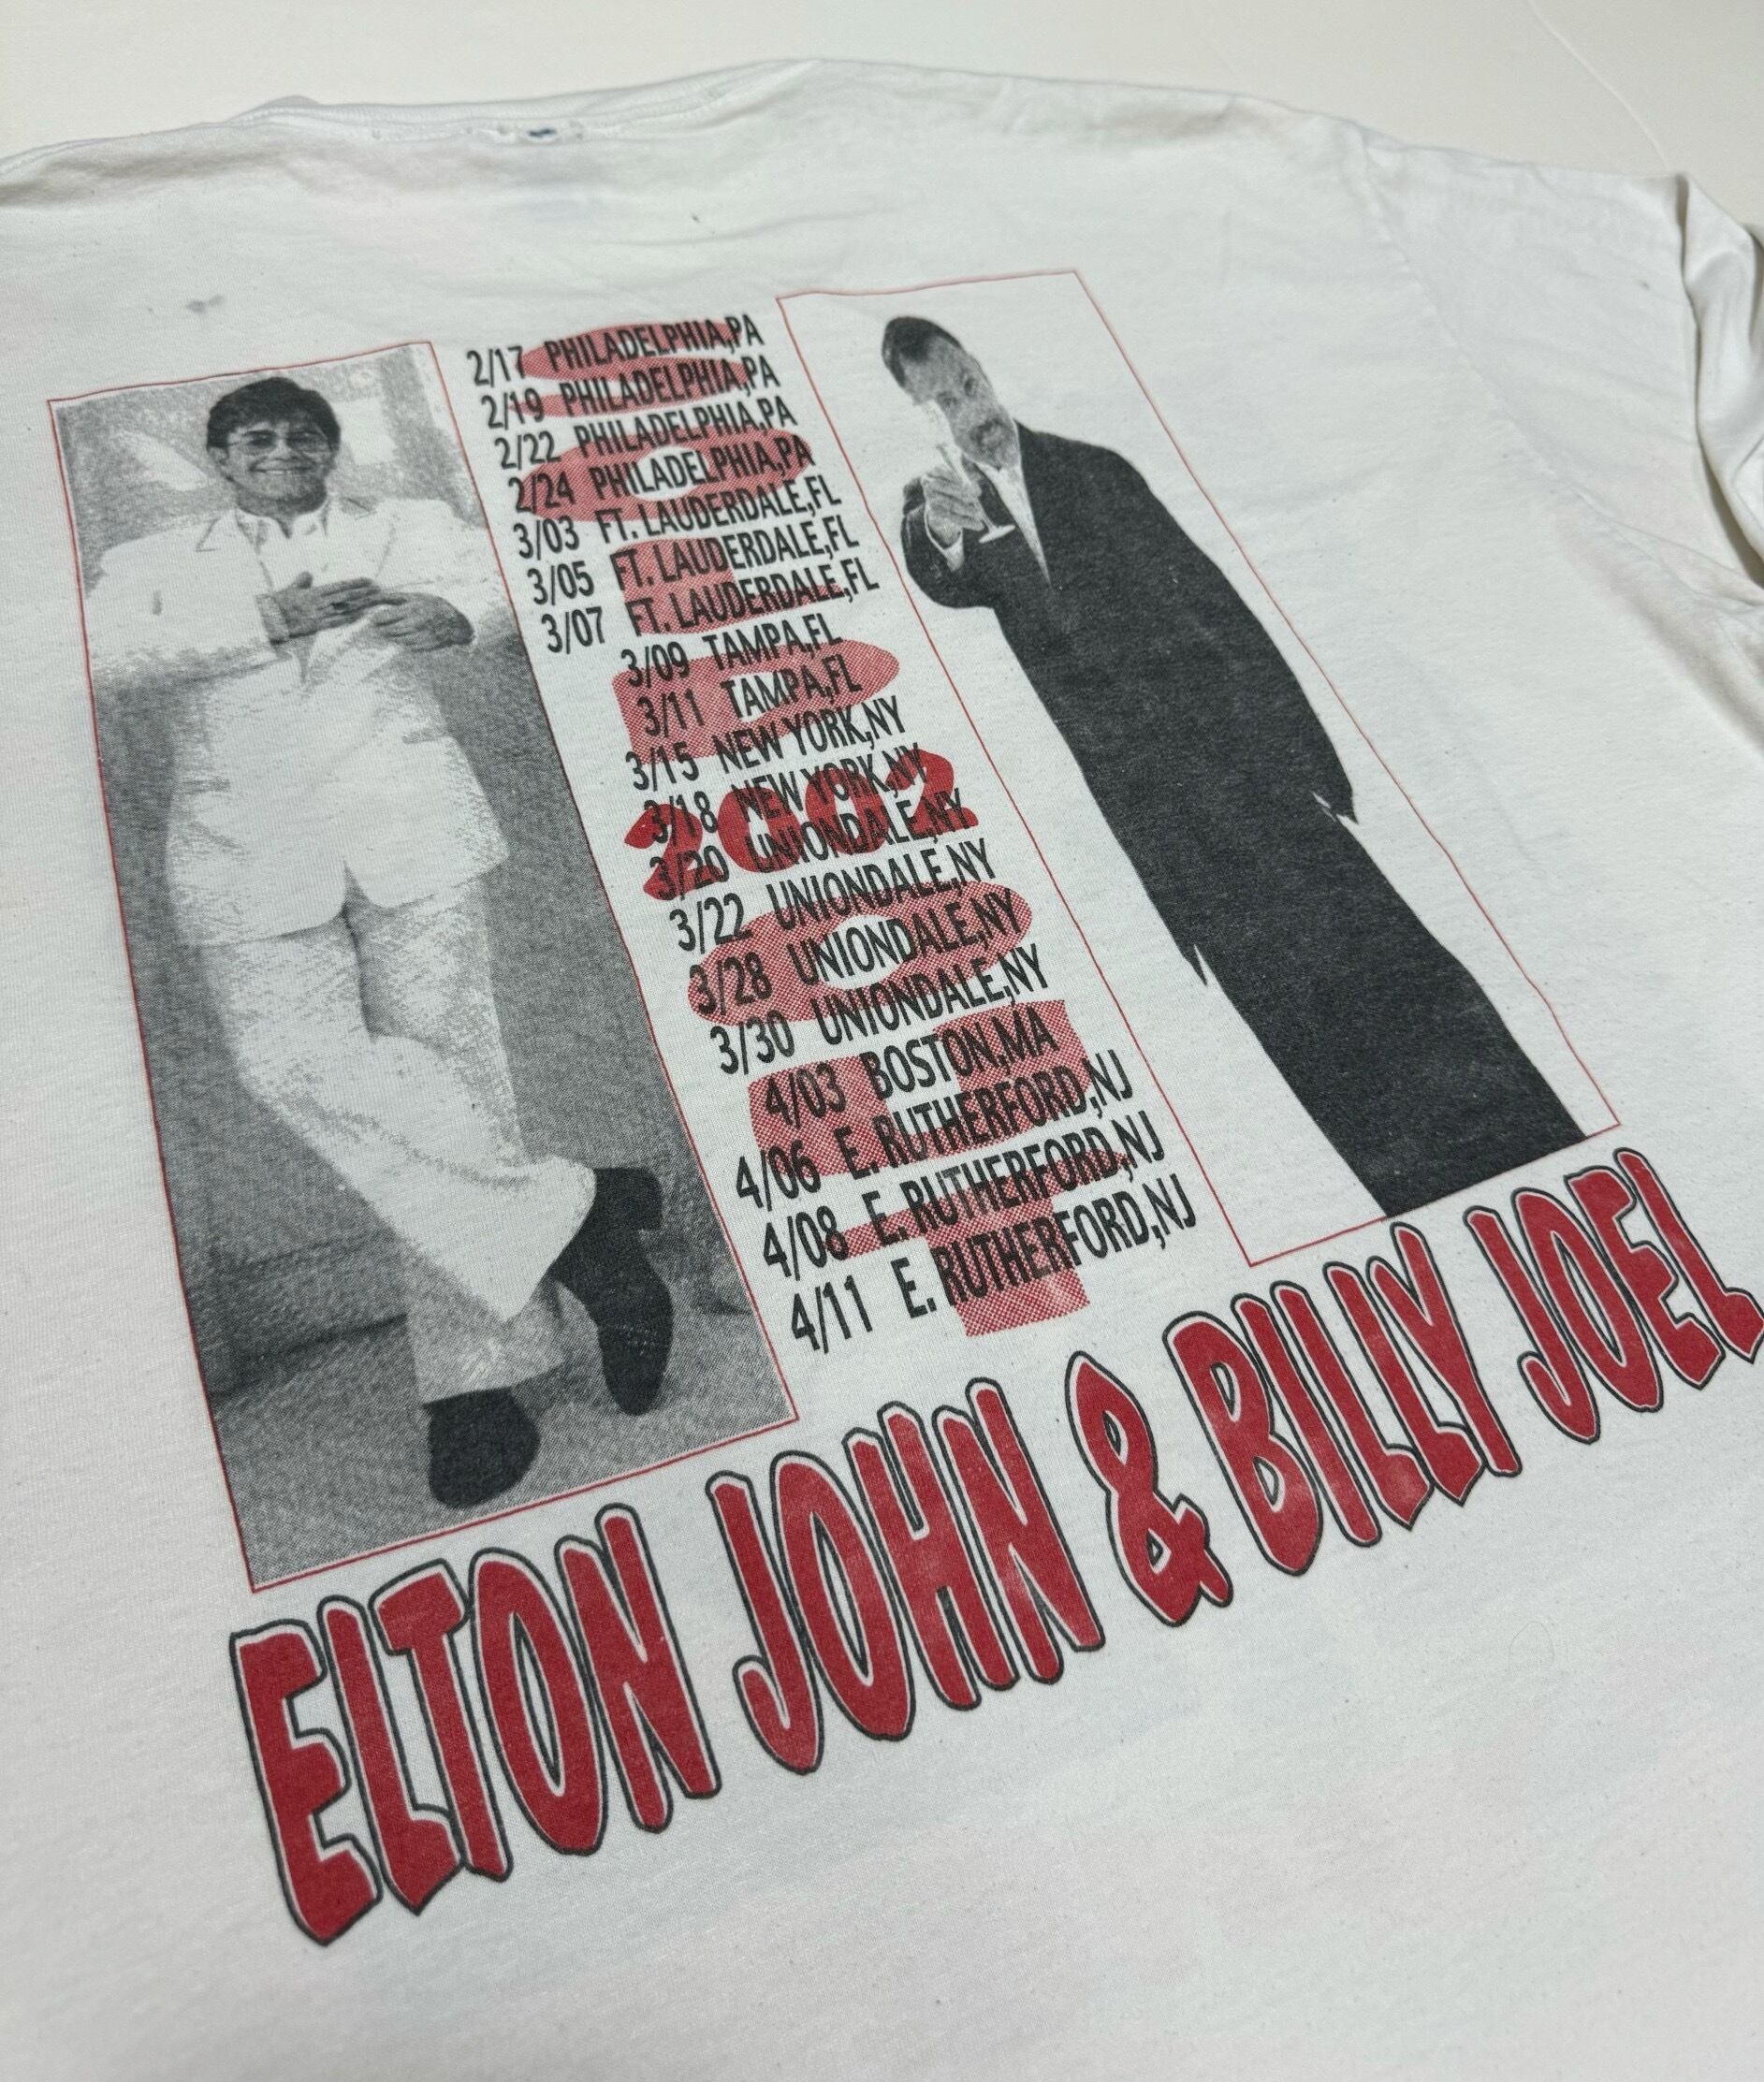 2/17 PHILADELPHIA,PA
2/19 PHILADELPHIA,PA
2/22 PHILADELPHIA,PA
2/24 PHILADELPHIA,PA
3/03 FT. LAUDERDALE,FL
3/05 FT. LAUDERDALE,FL
3/07 FT. LAUDERDALE,FL
3/09 TAMPA,FL
3/11 TAMPA,FL
3/15 NEW YORK,NY
3/18 NEW YORK,NY
3/20 UNIONDALE,NY
3/22 UNIONDALE,NY
3/28 UNIONDALE,NY
3/30 UNIONDALE,NY
4/03 BOSTON,MA
4/06 E. RUTHERFORD,NJ
4/08 E. RUTHERFORD,NJ
4/11 E. RUTHERFORD,NJ
SOLD
2002
OUT
ELTON JOHN & BILLY JOEL